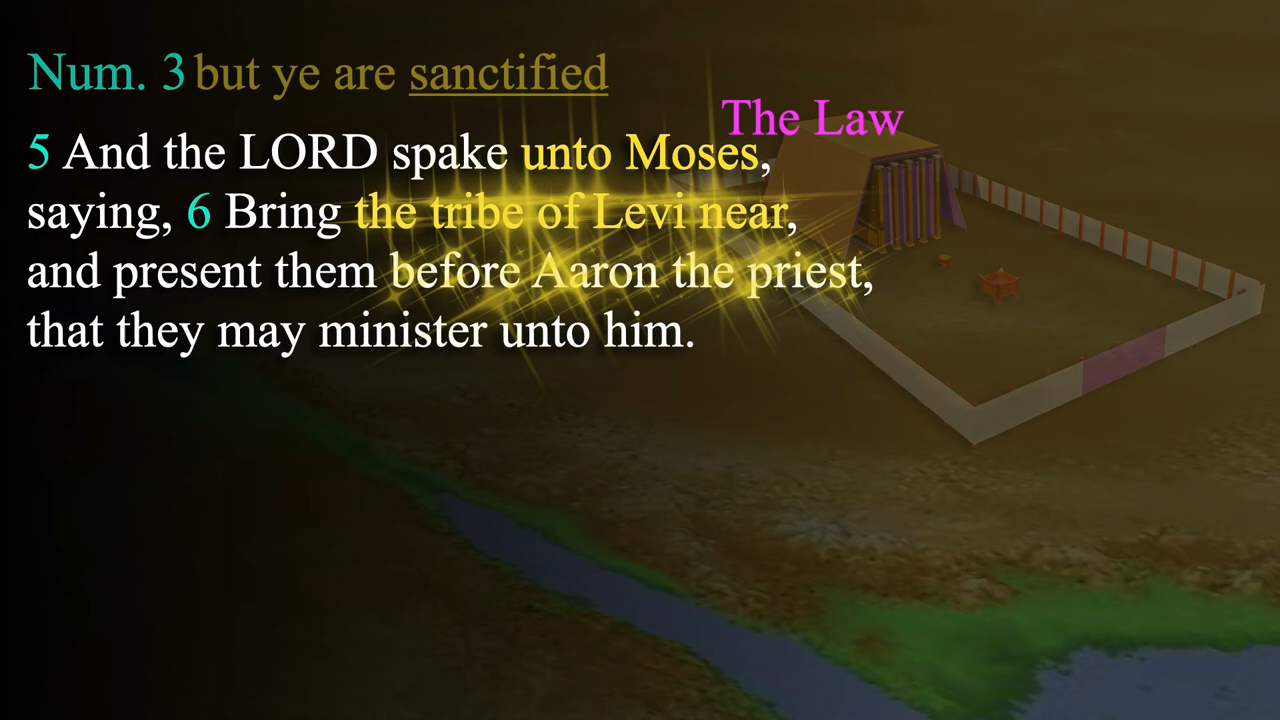 Num. 3 but ye are sanctified
The Law
5 And the LORD spake unto Moses,
saying, 6 Bring the tribe of Levi near,
and present them before Aaron the priest,
that they may minister unto him.